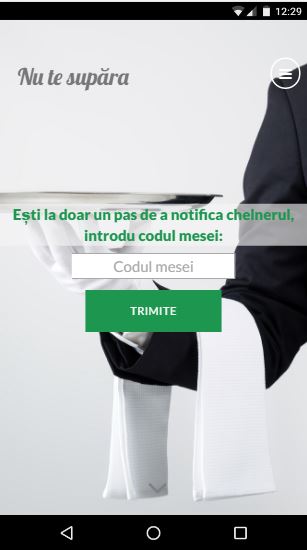 12:29
Nu te supăra
Ești la doar un pas de a notifica chelnerul,
introdu codul mesei:
Codul mesei
TRIMITE